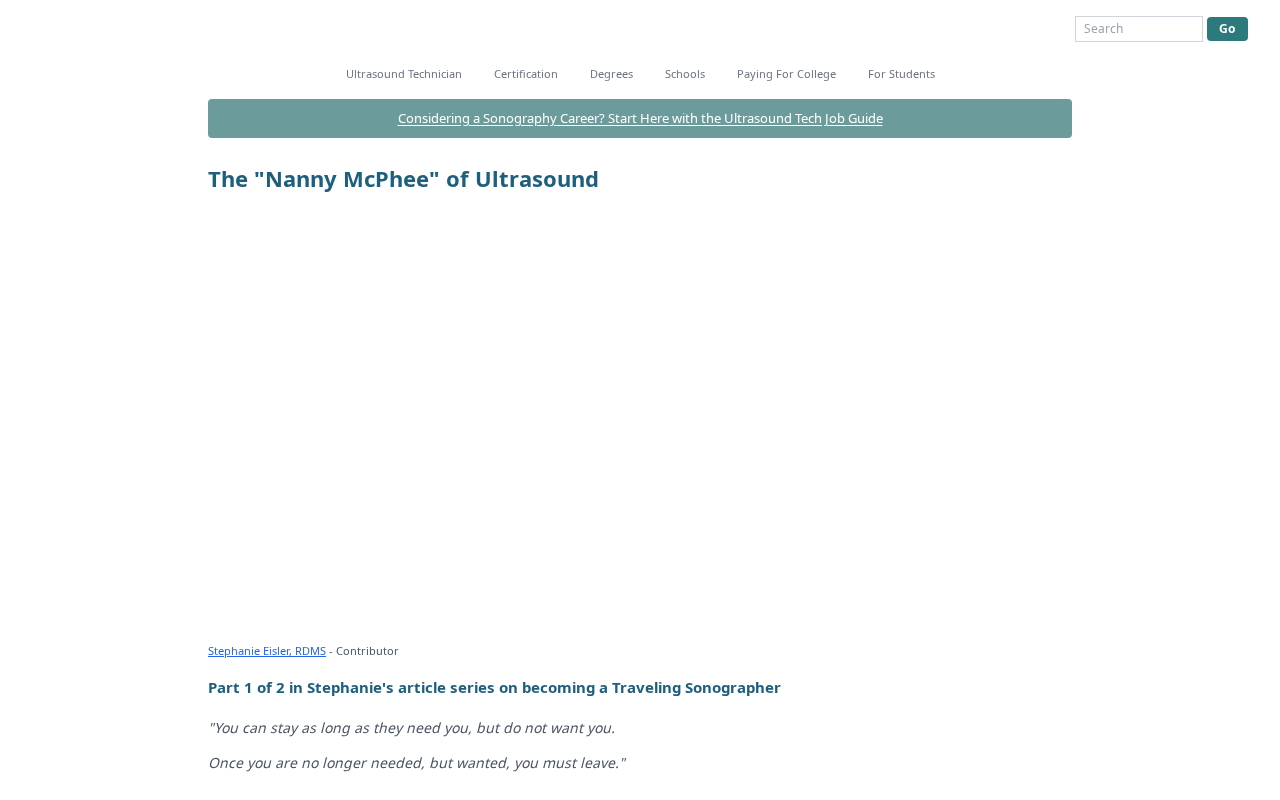 Search
Go
Ultrasound Technician
Certification
Degrees
Schools
Paying For College
For Students
Considering a Sonography Career? Start Here with the Ultrasound Tech Job Guide
The "Nanny McPhee" of Ultrasound
Stephanie Eisler, RDMS - Contributor
Part 1 of 2 in Stephanie's article series on becoming a Traveling Sonographer
"You can stay as long as they need you, but do not want you.
Once you are no longer needed, but wanted, you must leave."